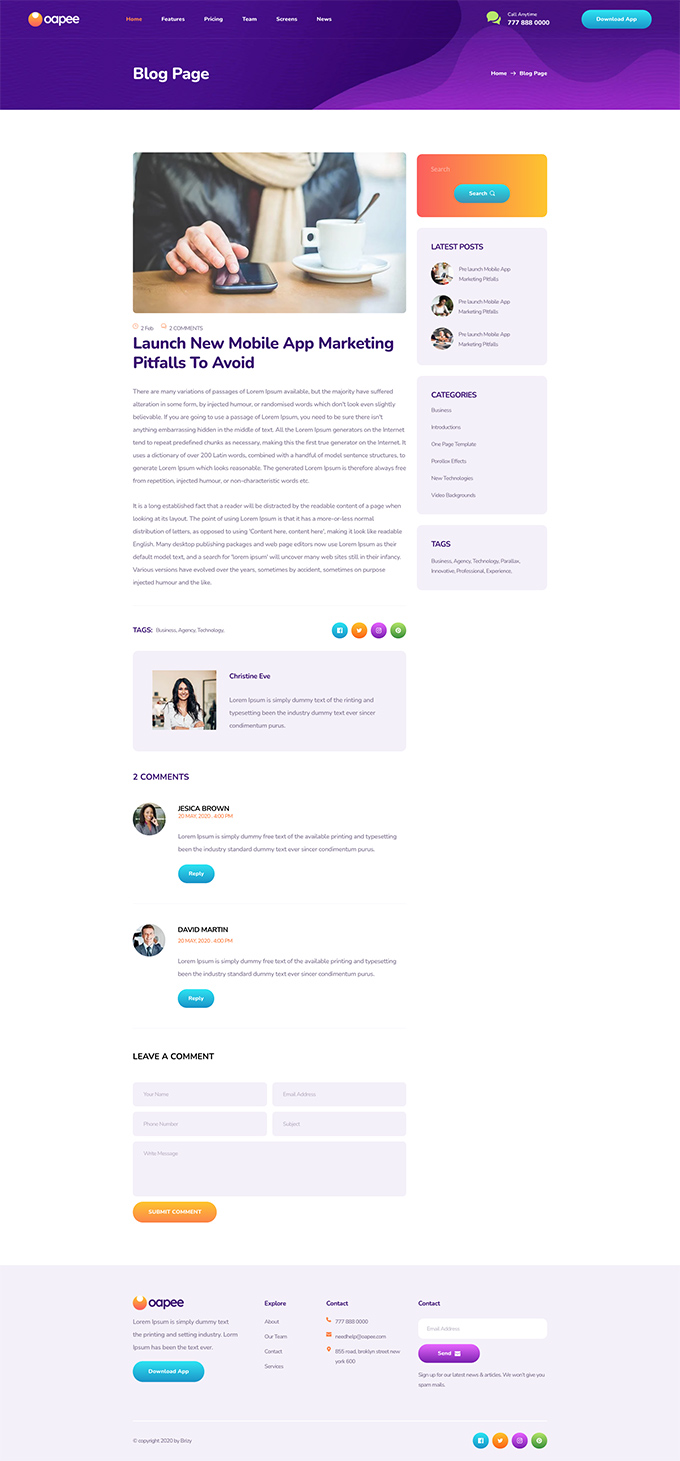 oapee
Home Features Pricing Team Screens News
Call Anytime
777 888 0000
Download App
Blog Page
Home → Blog Page
2 Feb 2 COMMENTS
Launch New Mobile App Marketing
Pitfalls To Avoid
There are many variations of passages of Lorem Ipsum available, but the majority have suffered
alteration in some form, by injected humour, or randomised words which don't look even slightly
believable. If you are going to use a passage of Lorem Ipsum, you need to be sure there isn't
anything embarrassing hidden in the middle of text. All the Lorem Ipsum generators on the Internet
tend to repeat predefined chunks as necessary, making this the first true generator on the Internet. It
uses a dictionary of over 200 Latin words, combined with a handful of model sentence structures, to
generate Lorem Ipsum which looks reasonable. The generated Lorem Ipsum is therefore always free
from repetition, injected humour, or non-characteristic words etc.
It is a long established fact that a reader will be distracted by the readable content of a page when
looking at its layout. The point of using Lorem Ipsum is that it has a more-or-less normal
distribution of letters, as opposed to using 'Content here, content here', making it look like readable
English. Many desktop publishing packages and web page editors now use Lorem Ipsum as their
default model text, and a search for 'lorem ipsum' will uncover many web sites still in their infancy.
Various versions have evolved over the years, sometimes by accident, sometimes on purpose
injected humour and the like.
TAGS: Business, Agency, Technology,
Christine Eve
Lorem Ipsum is simply dummy text of the rinting and
typesetting been the industry dummy text ever sincer
condimentum purus.
2 COMMENTS
JESICA BROWN
20 MAY, 2020 . 4:00 PM
Lorem Ipsum is simply dummy free text of the available printing and typesetting
been the industry standard dummy text ever sincer condimentum purus.
Reply
DAVID MARTIN
20 MAY, 2020 . 4:00 PM
Lorem Ipsum is simply dummy free text of the available printing and typesetting
been the industry standard dummy text ever sincer condimentum purus.
Reply
LEAVE A COMMENT
Your Name
Email Address
Phone Number
Subject
Write Message
SUBMIT COMMENT
Search
Search
LATEST POSTS
Pre launch Mobile App
Marketing Pitfalls
Pre launch Mobile App
Marketing Pitfalls
Pre launch Mobile App
Marketing Pitfalls
CATEGORIES
Business
Introductions
One Page Template
Parallax Effects
New Technologies
Video Backgrounds
TAGS
Business, Agency, Technology, Parallax,
Innovative, Professional, Experience,
oapee
Lorem Ipsum is simply dummy text
the printing and setting industry. Lorm
Ipsum has been the text ever.
Download App
Explore
About
Our Team
Contact
Services
Contact
777 888 0000
needhelp@oapee.com
855 road, broklyn street new
york 600
Contact
Email Address
Send
Sign up for our latest news & articles. We won't give you
spam mails.
© copyright 2020 by Brizy